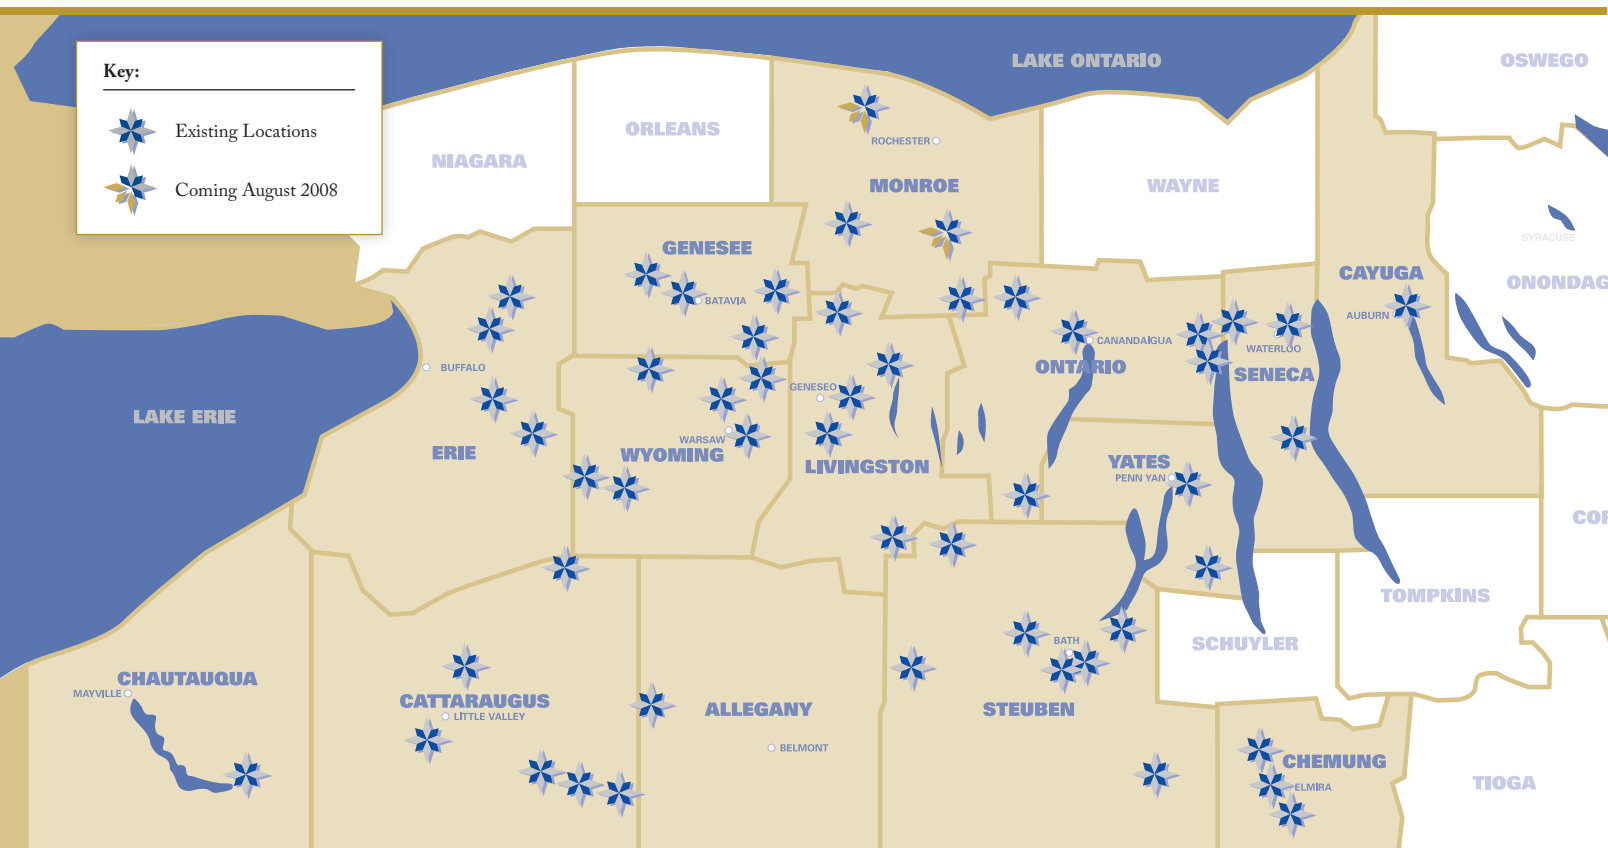 LAKE ONTARIO
OSWEGO
Key:
Existing Locations
Coming August 2008
ORLEANS
NIAGARA
ROCHESTER
MONROE
WAYNE
SYRACUSE
GENESEE
CAYUGA
ONONDAG
BATAVIA
AUBURN
CANANDAIGUA
WATERLOO
BUFFALO
ONTARIO
SENECA
GENESEO
LAKE ERIE
WARSAW
ERIE
WYOMING
LIVINGSTON
YATES
PENN YAN
COR
TOMPKINS
BATH
SCHUYLER
CHAUTAUQUA
MAYVILLE
CATTARAUGUS
LITTLE VALLEY
ALLEGANY
STEUBEN
BELMONT
CHEMUNG
ELMIRA
TIOGA